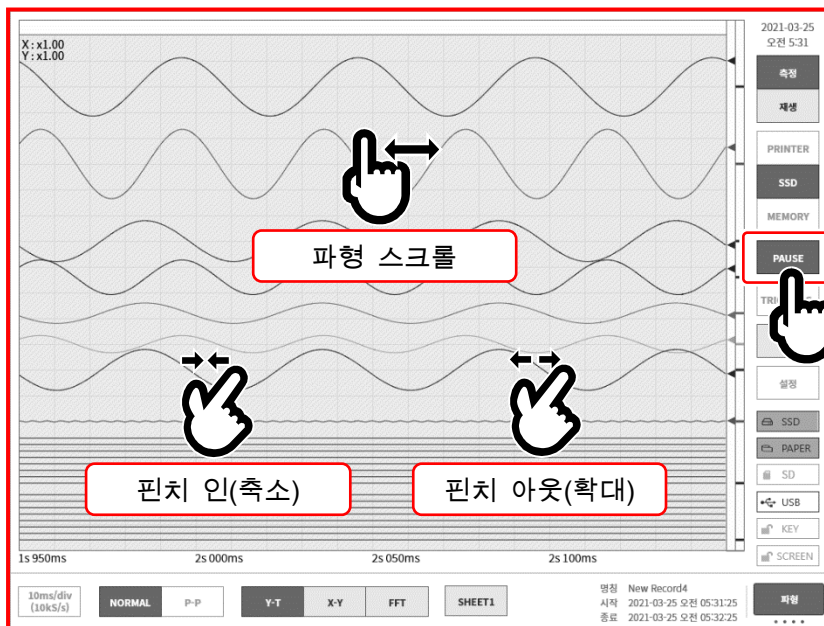 2021-03-25
오전 5:31
X : x1.00
Y : x1.00
측정
재생
PRINTER
SSD
MEMORY
파형 스크롤
PAUSE
설정
SSD
PAPER
핀치 인(축소)
핀치 아웃(확대)
SD
USB
KEY
SCREEN
1s 950ms
2s 000ms
2s 050ms
2s 100ms
10ms/div
(10kS/s)
NORMAL
P-P
Y-T
X-Y
FFT
SHEET1
명칭 New Record4
시작 2021-03-25 오전 05:31:25
종료 2021-03-25 오전 05:32:25
파형